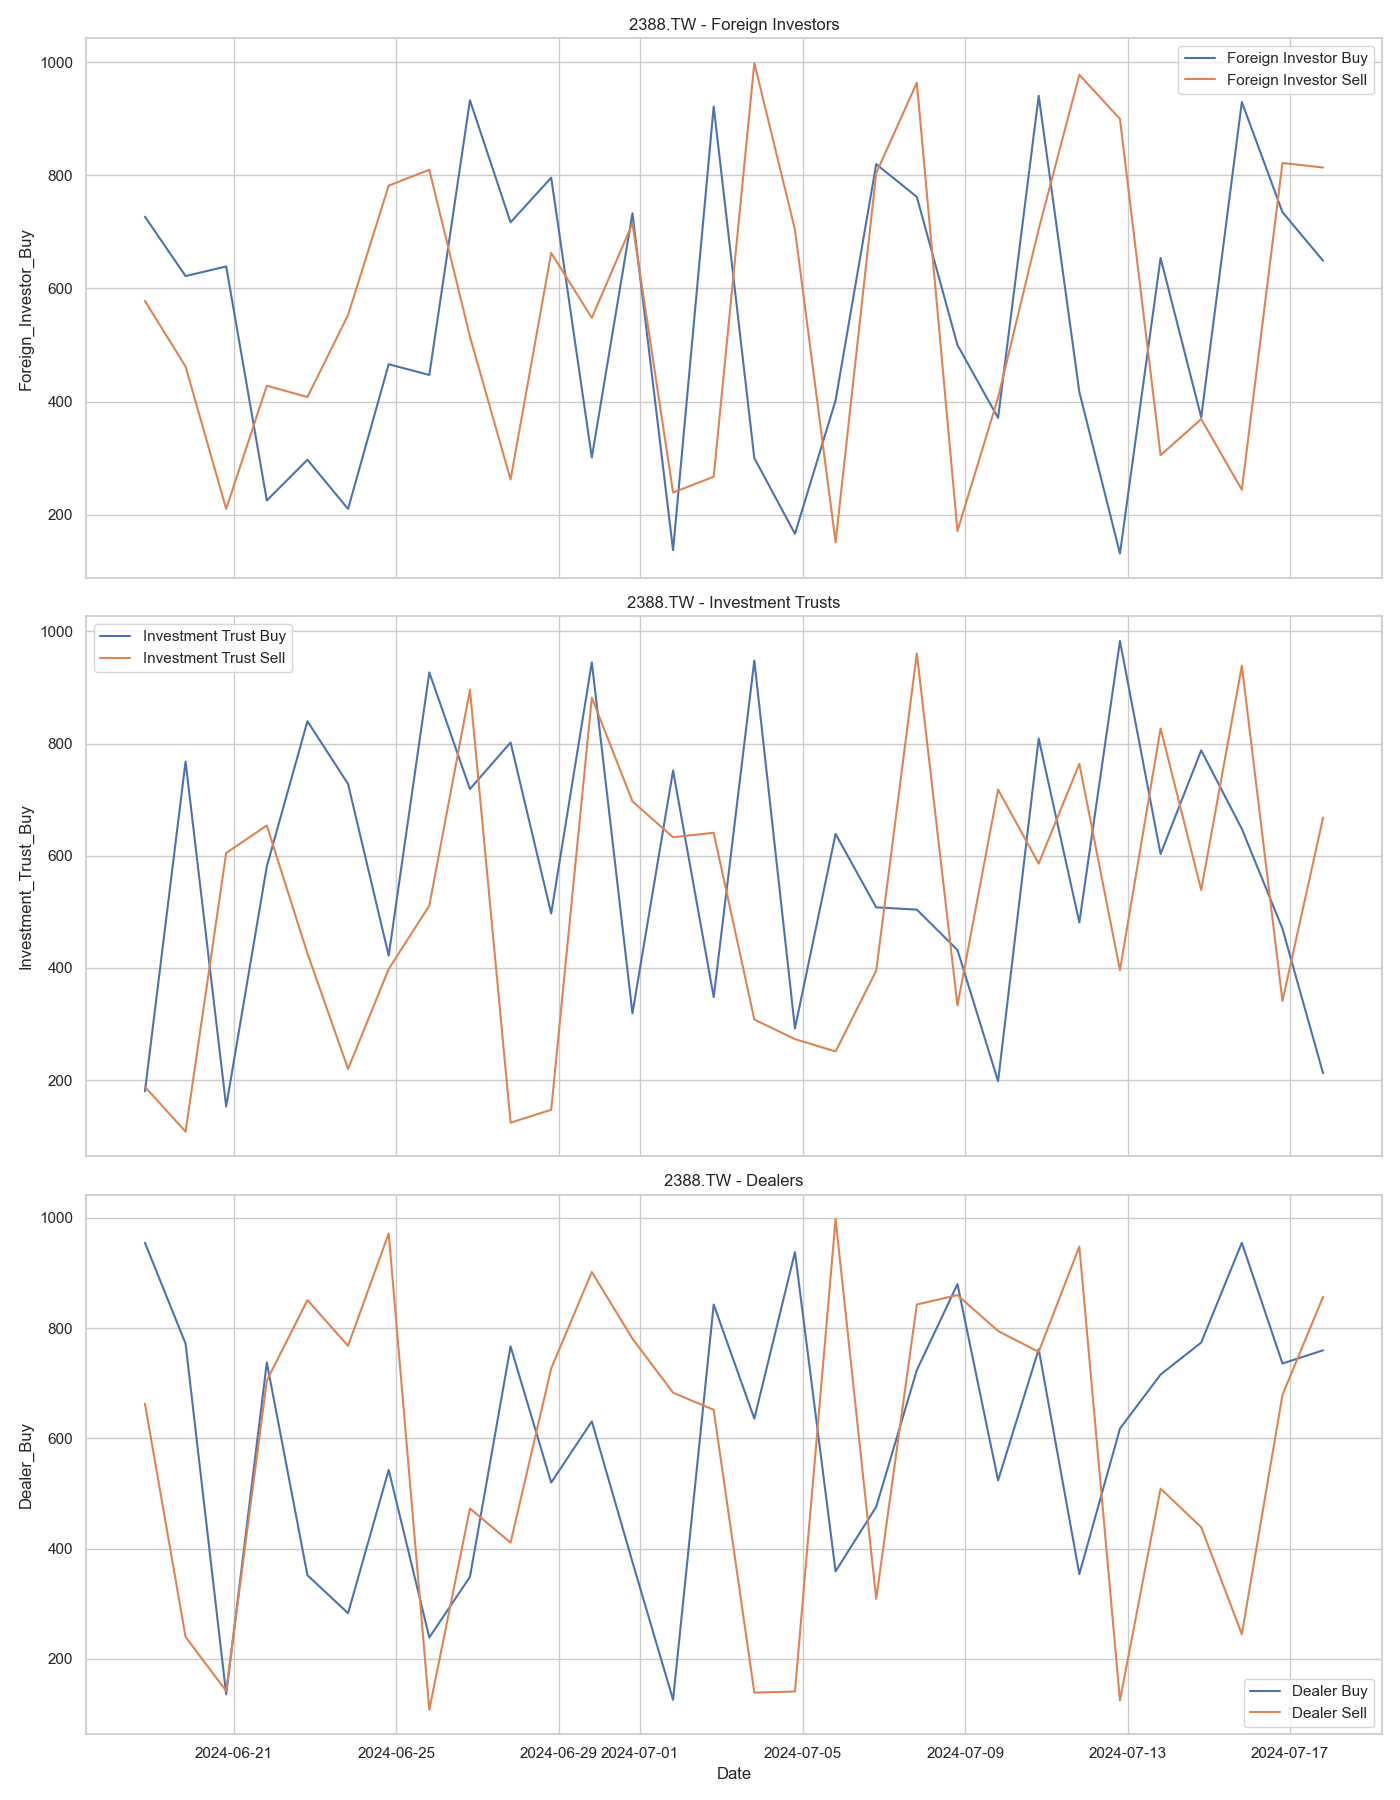 2388.TW - Foreign Investors
Foreign_Investor_Buy
1000
800
600
400
200
Foreign Investor Buy
Foreign Investor Sell
2388.TW - Investment Trusts
Investment_Trust_Buy
1000
800
600
400
200
Investment Trust Buy
Investment Trust Sell
2388.TW - Dealers
Dealer_Buy
1000
800
600
400
200
Dealer Buy
Dealer Sell
2024-06-21 2024-06-25 2024-06-29 2024-07-01 2024-07-05 2024-07-09 2024-07-13 2024-07-17
Date